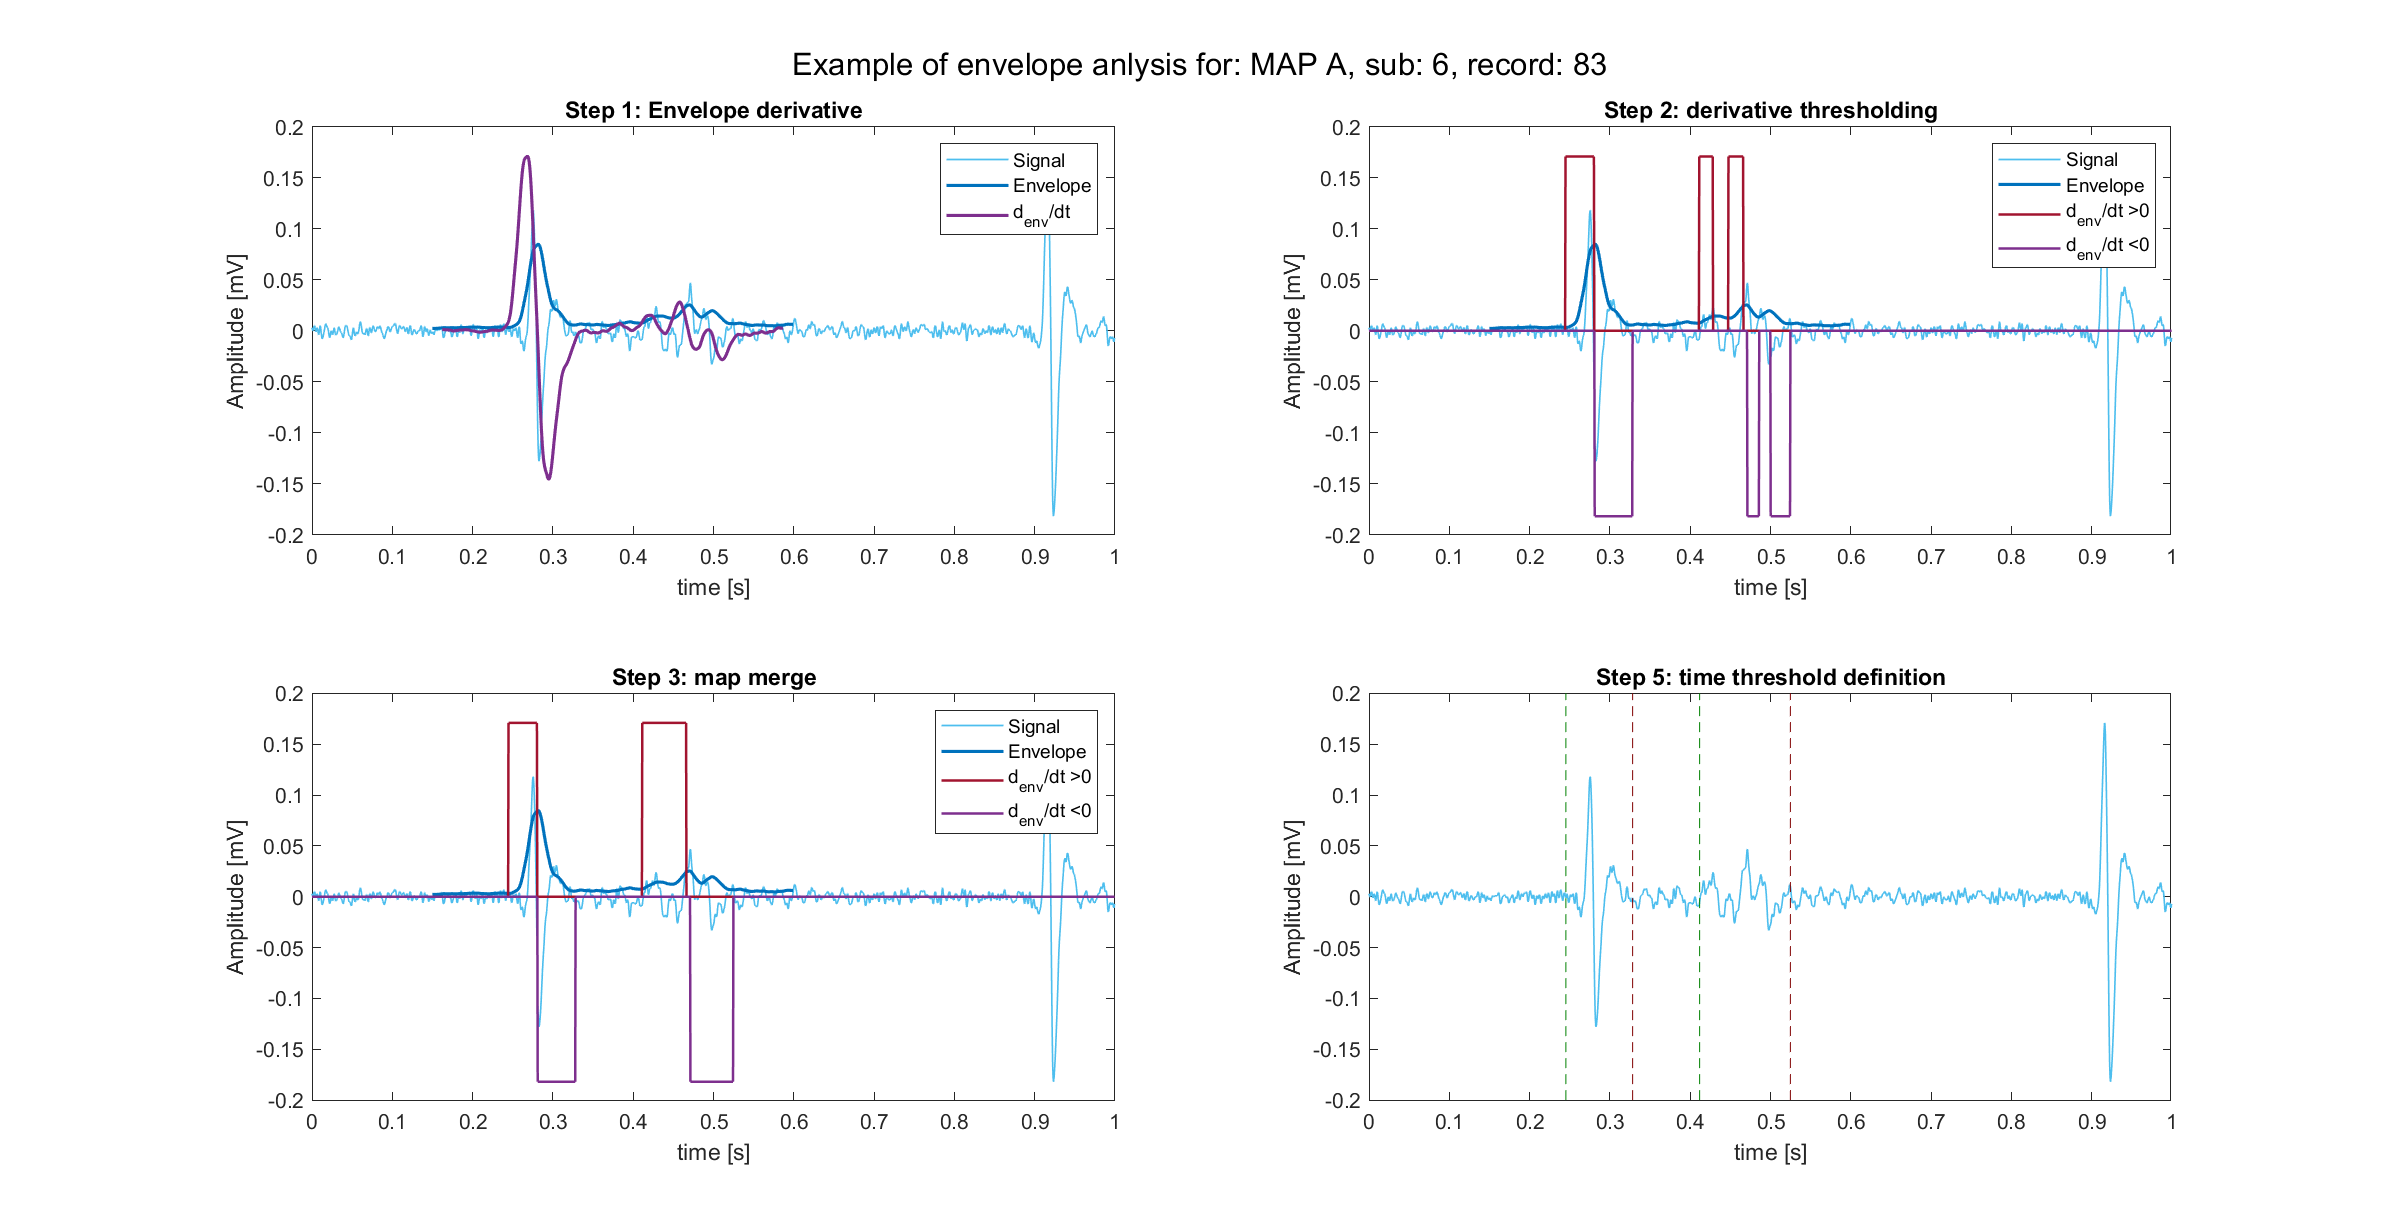 Example of envelope anlysis for: MAP A, sub: 6, record: 83
Step 1: Envelope derivative
0.2
0.15
0.1
0.05
0
-0.05
-0.1
-0.15
-0.2
Amplitude [mV]
0 0.1 0.2 0.3 0.4 0.5 0.6 0.7 0.8 0.9 1
time [s]
Signal
Envelope
d_env/dt
Step 2: derivative thresholding
0.2
0.15
0.1
0.05
0
-0.05
-0.1
-0.15
-0.2
Amplitude [mV]
0 0.1 0.2 0.3 0.4 0.5 0.6 0.7 0.8 0.9 1
time [s]
Signal
Envelope
d_env/dt >0
d_env/dt <0
Step 3: map merge
0.2
0.15
0.1
0.05
0
-0.05
-0.1
-0.15
-0.2
Amplitude [mV]
0 0.1 0.2 0.3 0.4 0.5 0.6 0.7 0.8 0.9 1
time [s]
Signal
Envelope
d_env/dt >0
d_env/dt <0
Step 5: time threshold definition
0.2
0.15
0.1
0.05
0
-0.05
-0.1
-0.15
-0.2
Amplitude [mV]
0 0.1 0.2 0.3 0.4 0.5 0.6 0.7 0.8 0.9 1
time [s]